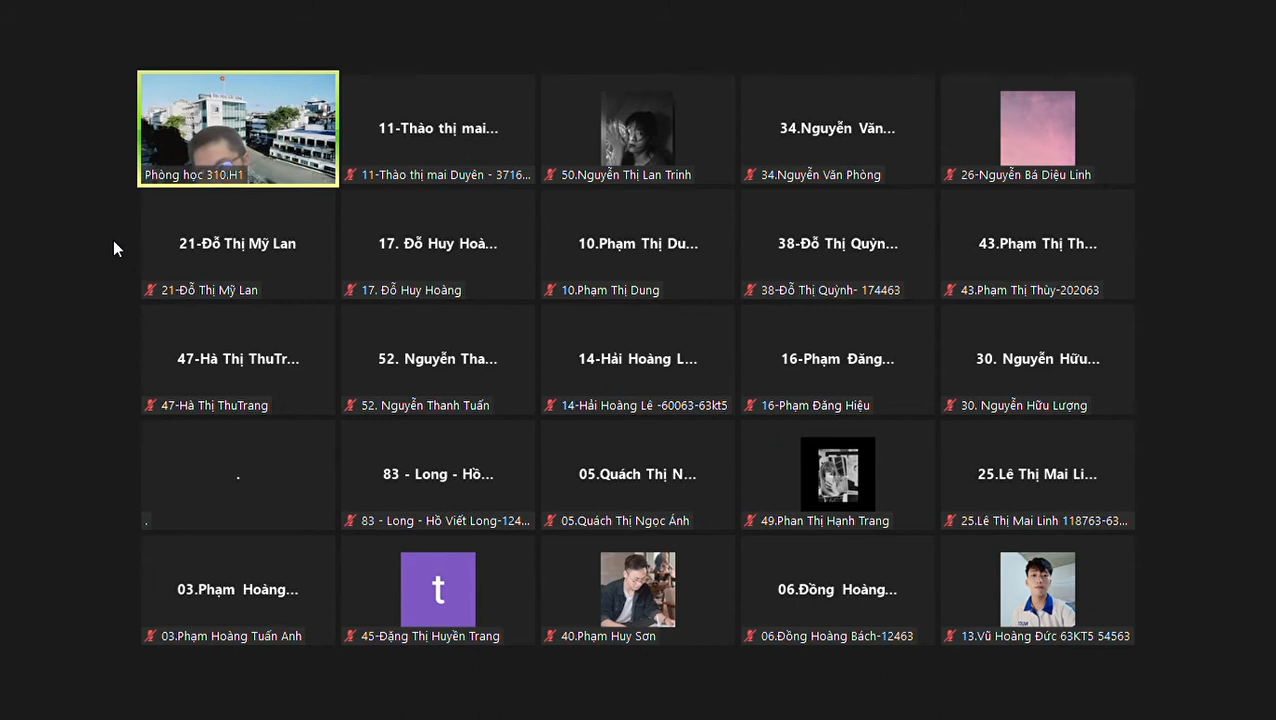 Phòng học 310.H1
11-Thào thị mai...
11-Thào thị mai Duyên - 3716...
50.Nguyễn Thị Lan Trinh
34.Nguyễn Văn...
34.Nguyễn Văn Phòng
26-Nguyễn Bá Diệu Linh
21-Đỗ Thị Mỹ Lan
21-Đỗ Thị Mỹ Lan
17. Đỗ Huy Hoà...
17. Đỗ Huy Hoàng
10.Phạm Thị Du...
10.Phạm Thị Dung
38-Đỗ Thị Quỳn...
38-Đỗ Thị Quỳnh- 174463
43.Phạm Thị Th...
43.Phạm Thị Thùy-202063
47-Hà Thị ThuTr...
47-Hà Thị ThuTrang
52. Nguyễn Tha...
52. Nguyễn Thanh Tuấn
14-Hải Hoàng L...
14-Hải Hoàng Lê -60063-63kt5
16-Phạm Đăng...
16-Phạm Đăng Hiệu
30. Nguyễn Hữu...
30. Nguyễn Hữu Lượng
.
.
83 - Long - Hồ...
83 - Long - Hồ Viết Long-124...
05.Quách Thị N...
05.Quách Thị Ngọc Ánh
49.Phan Thị Hạnh Trang
25.Lê Thị Mai Li...
25.Lê Thị Mai Linh 118763-63...
03.Phạm Hoàng...
03.Phạm Hoàng Tuấn Anh
t
45-Đặng Thị Huyền Trang
40.Phạm Huy Sơn
06.Đồng Hoàng...
06.Đồng Hoàng Bách-12463
13.Vũ Hoàng Đức 63KT5 54563